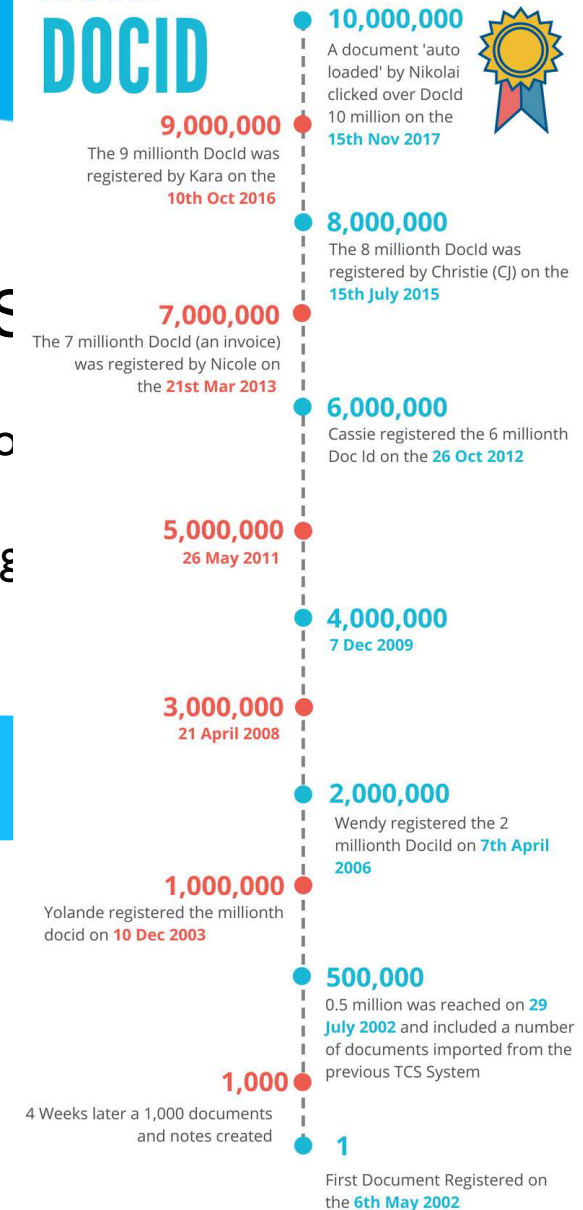 DOCID
10,000,000
A document 'auto
loaded' by Nikolai
clicked over DocId
10 million on the
15th Nov 2017
9,000,000
The 9 millionth DocId was
registered by Kara on the
10th Oct 2016
8,000,000
The 8 millionth DocId was
registered by Christie (CJ) on the
15th July 2015
7,000,000
The 7 millionth DocId (an invoice)
was registered by Nicole on
the 21st Mar 2013
6,000,000
Cassie registered the 6 millionth
Doc Id on the 26 Oct 2012
5,000,000
26 May 2011
4,000,000
7 Dec 2009
3,000,000
21 April 2008
2,000,000
Wendy registered the 2
millionth DociId on 7th April
2006
1,000,000
Yolande registered the millionth
docid on 10 Dec 2003
500,000
0.5 million was reached on 29
July 2002 and included a number
of documents imported from the
previous TCS System
1,000
4 Weeks later a 1,000 documents
and notes created
1
First Document Registered on
the 6th May 2002